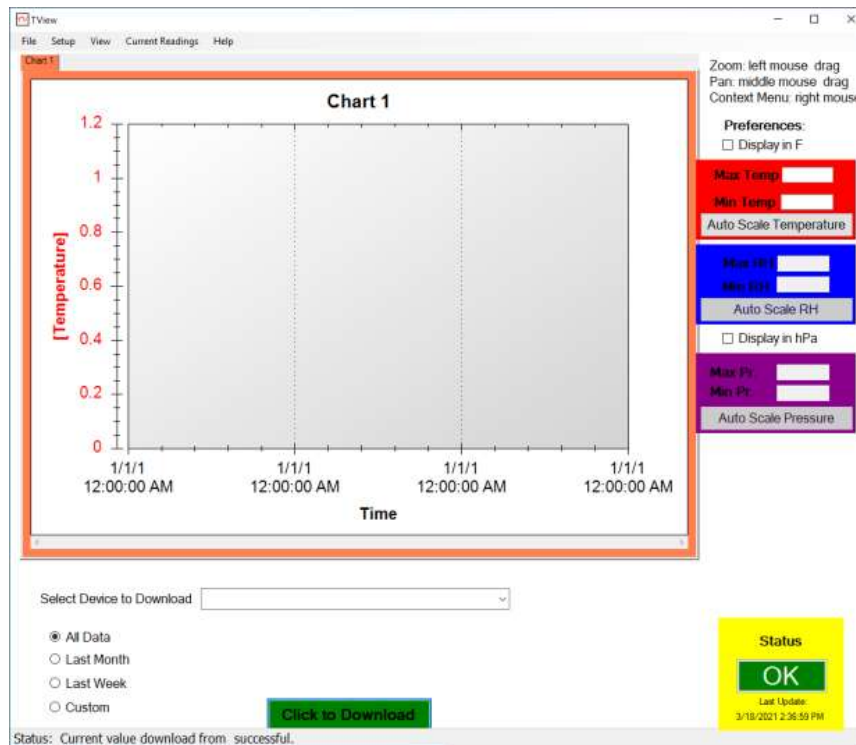 TView
File Setup View Current Readings Help
Chart 1
Zoom: left mouse drag
Pan: middle mouse drag
Context Menu: right mouse
Chart 1
Preferences:
Display in F
Max Temp
Min Temp
Auto Scale Temperature
Max RH
Min RH
Auto Scale RH
Display in hPa
Max Pr.
Min Pr.
Auto Scale Pressure
[Temperature]
1.2
1
0.8
0.6
0.4
0.2
0
1/1/1 1/1/1 1/1/1 1/1/1
12:00:00 AM 12:00:00 AM 12:00:00 AM 12:00:00 AM
Time
Select Device to Download
All Data
Last Month
Last Week
Custom
Click to Download
Status
OK
Last Update:
3/18/2021 2:36:59 PM
Status: Current value download from successful.